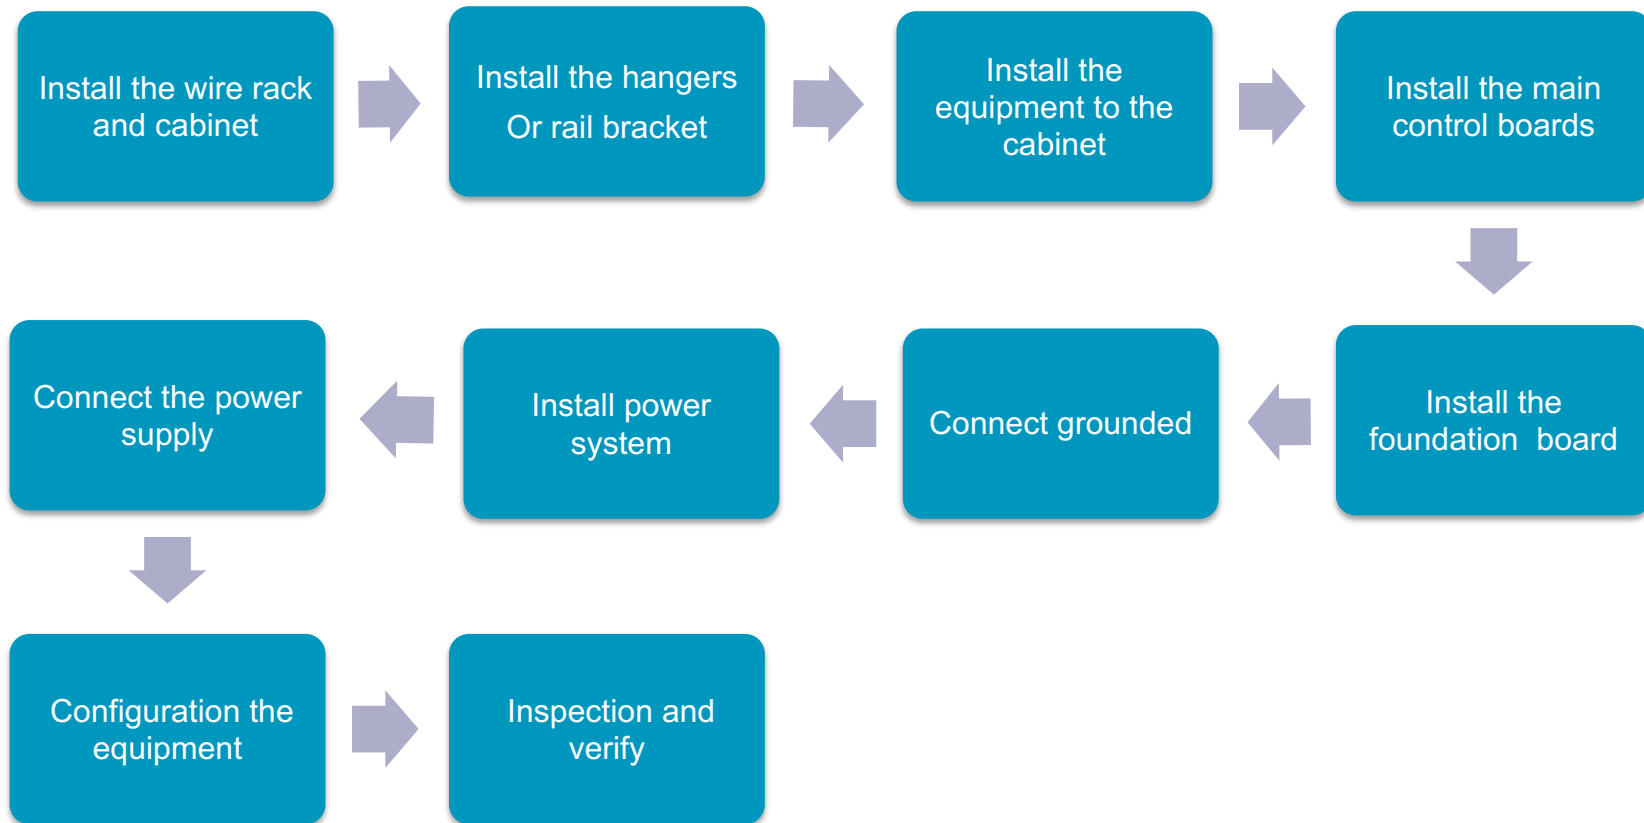 Install the wire rack
and cabinet
Install the hangers
Or rail bracket
Install the
equipment to the
cabinet
Install the main
control boards
Install the
foundation  board
Connect grounded
Install power
system
Connect the power
supply
Configuration the
equipment
Inspection and
verify